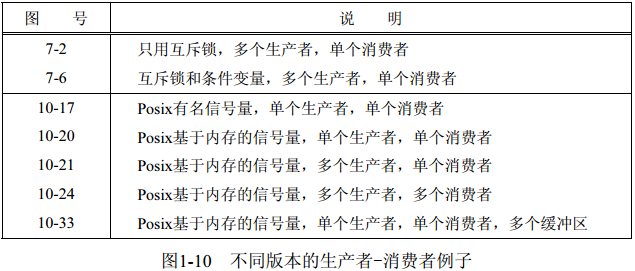 图 号 说 明
7-2 只用互斥锁，多个生产者，单个消费者
7-6 互斥锁和条件变量，多个生产者，单个消费者
10-17 Posix有名信号量，单个生产者，单个消费者
10-20 Posix基于内存的信号量，单个生产者，单个消费者
10-21 Posix基于内存的信号量，多个生产者，单个消费者
10-24 Posix基于内存的信号量，多个生产者，多个消费者
10-33 Posix基于内存的信号量，单个生产者，单个消费者，多个缓冲区
图1-10 不同版本的生产者-消费者例子